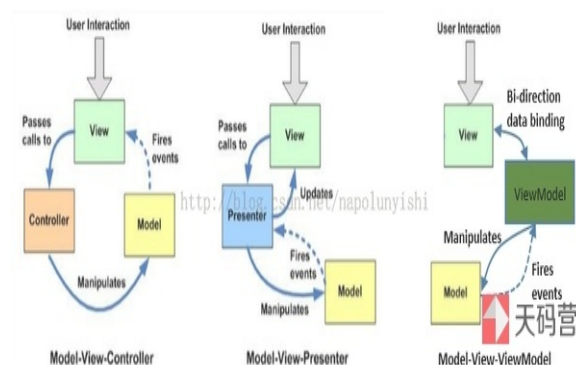 User Interaction
View
Passes
calls to
Fires
events
Controller
Model
Manipulates
Model-View-Controller
User Interaction
View
Passes
calls to
Updates
Presenter
Fires
events
Manipulates
Model
Model-View-Presenter
User Interaction
View
Bi-direction
data binding
ViewModel
Manipulates
Fires
events
Model
Model-View-ViewModel
http://blog.csdn.net/napolunyishi
天码营